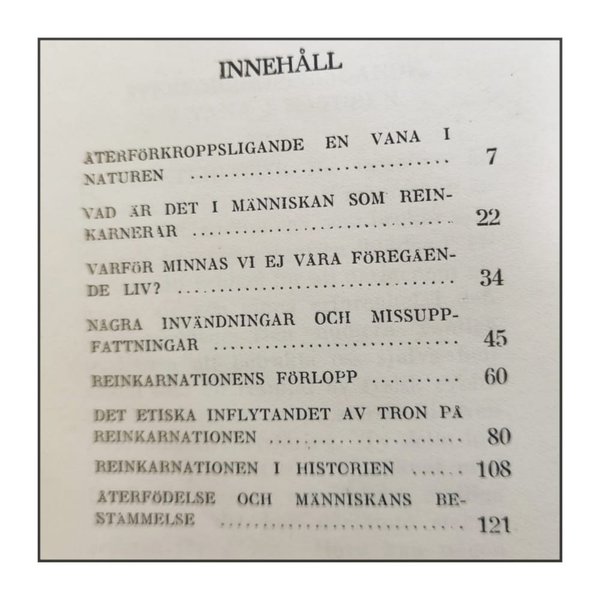 INNEHÅLL
ÅTERFÖRKROPPSLIGANDE EN VANA I
NATUREN .............................. 7
VAD ÄR DET I MÄNNISKAN SOM REIN-
KARNERAR .............................. 22
VARFÖR MINNAS VI EJ VÅRA FÖREGÅEN-
DE LIV? .............................. 34
NÅGRA INVÄNDNINGAR OCH MISSUPP-
FATTNINGAR .............................. 45
REINKARNATIONENS FÖRLOPP .......... 60
DET ETISKA INFLYTANDET AV TRON PÅ
REINKARNATIONEN .................... 80
REINKARNATIONEN I HISTORIEN ...... 108
ÅTERFÖDELSE OCH MÄNNISKANS BE-
STÄMMELSE .............................. 121